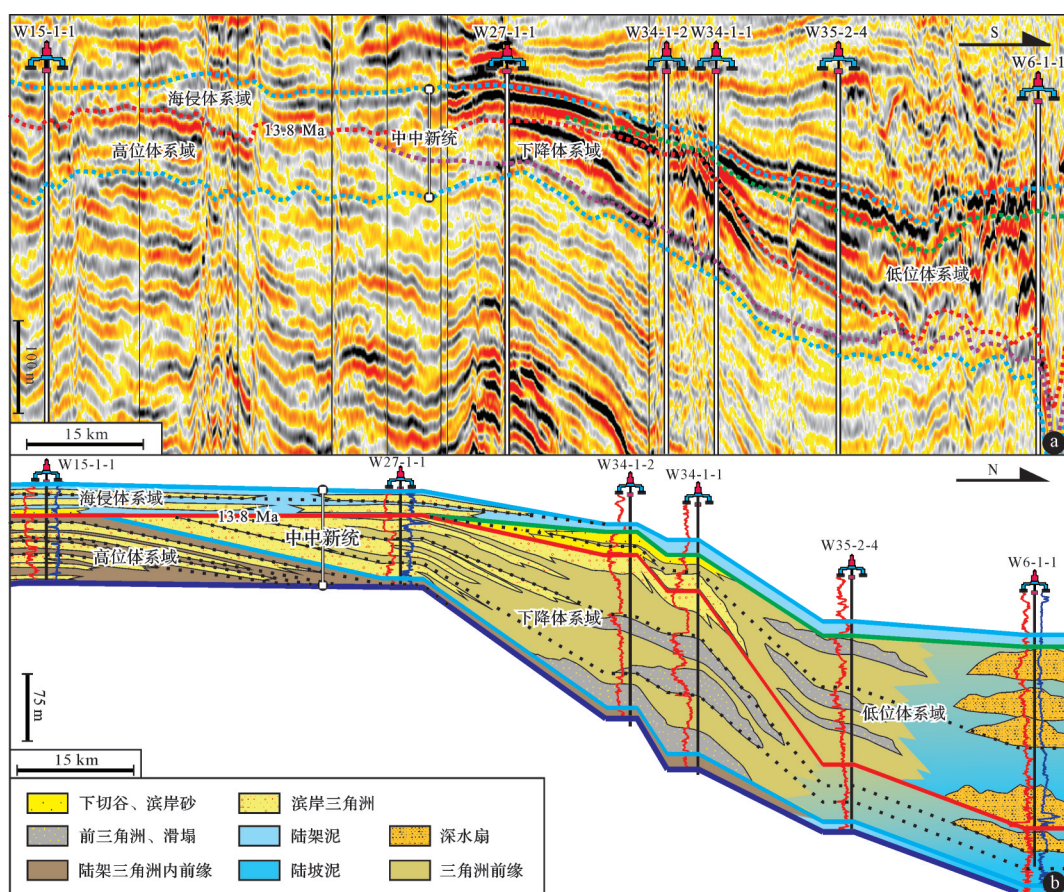 W15-1-1
W27-1-1
W34-1-2
W34-1-1
W35-2-4
S
W6-1-1
海侵体系域
13.8 Ma
中中新统
高位体系域
下降体系域
低位体系域
100 m
15 km
a
W15-1-1
W27-1-1
W34-1-2
W34-1-1
N
W35-2-4
W6-1-1
海侵体系域
13.8 Ma
中中新统
高位体系域
下降体系域
低位体系域
75 m
15 km
下切谷、滨岸砂
滨岸三角洲
前三角洲、滑塌
陆架泥
深水扇
陆架三角洲内前缘
陆坡泥
三角洲前缘
b